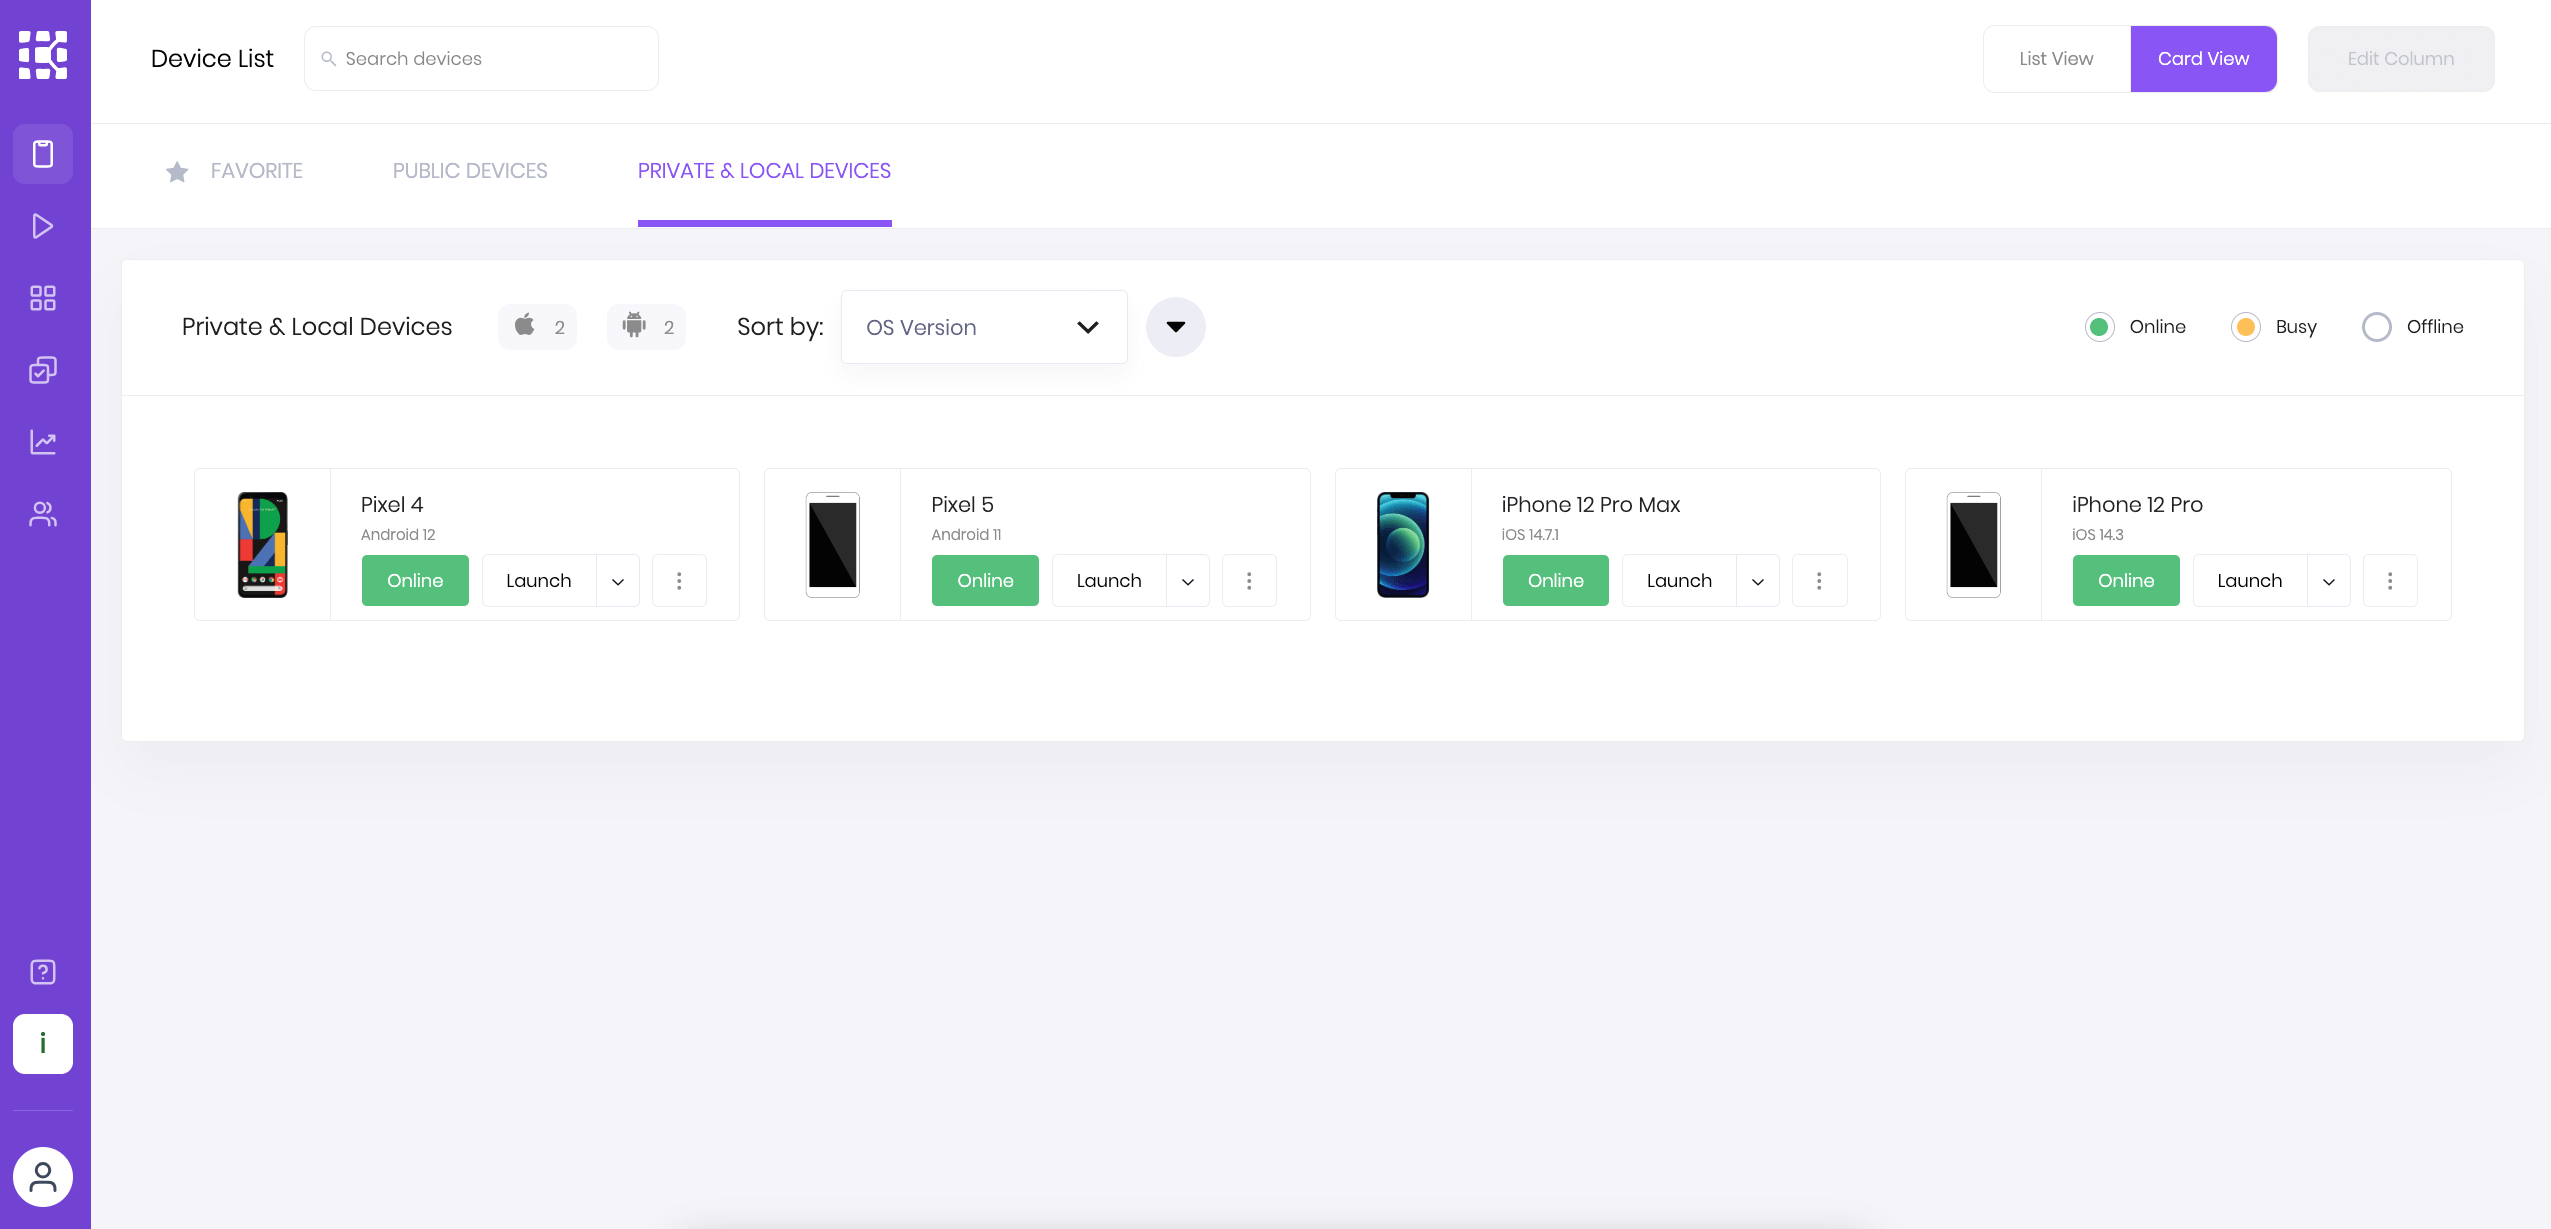 Device List
Search devices
List View
Card View
Edit Column
FAVORITE
PUBLIC DEVICES
PRIVATE & LOCAL DEVICES
Private & Local Devices
2
2
Sort by:
OS Version
Online
Busy
Offline
Pixel 4
Android 12
Online
Launch
Pixel 5
Android 11
Online
Launch
iPhone 12 Pro Max
iOS 14.7.1
Online
Launch
iPhone 12 Pro
iOS 14.3
Online
Launch
?
i